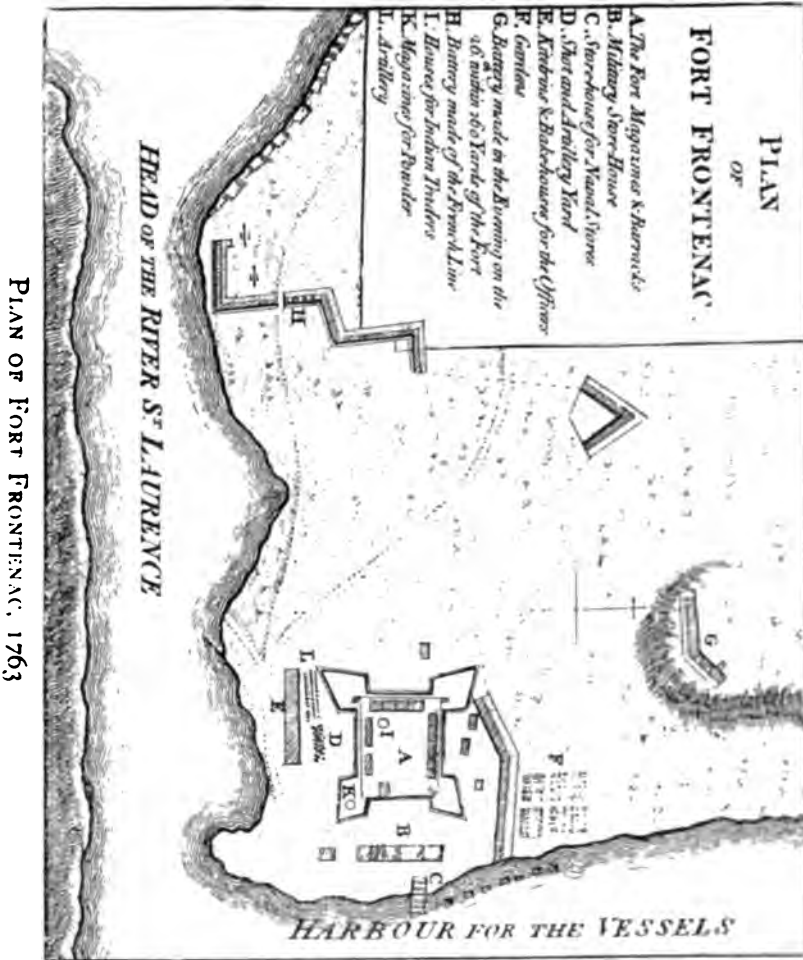 PLAN
OF
FORT FRONTENAC.
A. The Fort Magazines & Barracks
B. Military Store-House
C. Storehouse for Naval Stores
D. Shot and Artillery Yard
E. Kitchins & Bakehouses for the Officers
F. Gardens
G. Battery made in the Evening on the
26th within 160 Yards of the Fort
H. Battery made of the French Line
I. Houses for Indian Traders
K. Magazines for Powder
L. Artillery
H
G
F
L
E
D
I
A
K
B
C
HEAD OF THE RIVER ST LAURENCE
HARBOUR FOR THE VESSELS
PLAN OF FORT FRONTENAC, 1763